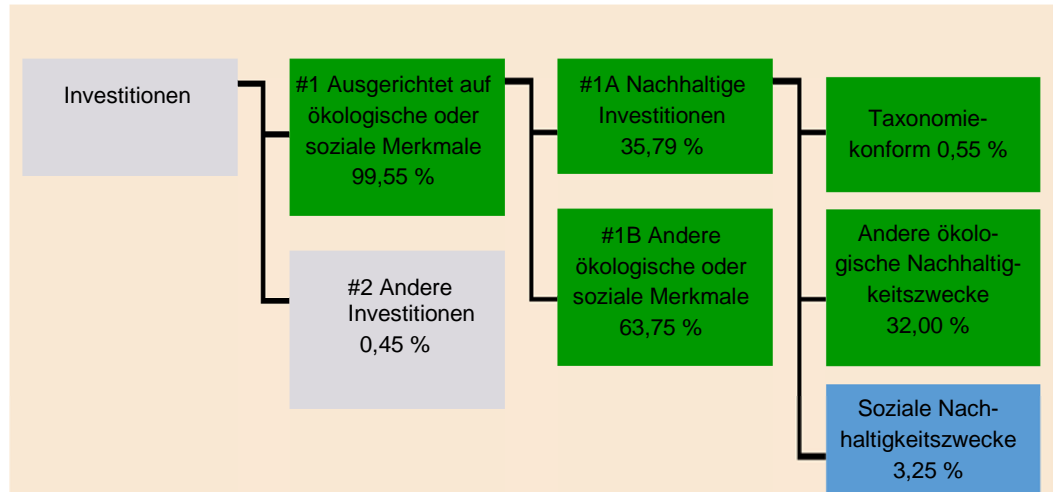 Investitionen
#1 Ausgerichtet auf
ökologische oder
soziale Merkmale
99,55 %
#2 Andere
Investitionen
0,45 %
#1A Nachhaltige
Investitionen
35,79 %
#1B Andere
ökologische oder
soziale Merkmale
63,75 %
Taxonomie-
konform 0,55 %
Andere ökolo-
gische Nachhaltig-
keitszwecke
32,00 %
Soziale Nach-
haltigkeitszwecke
3,25 %